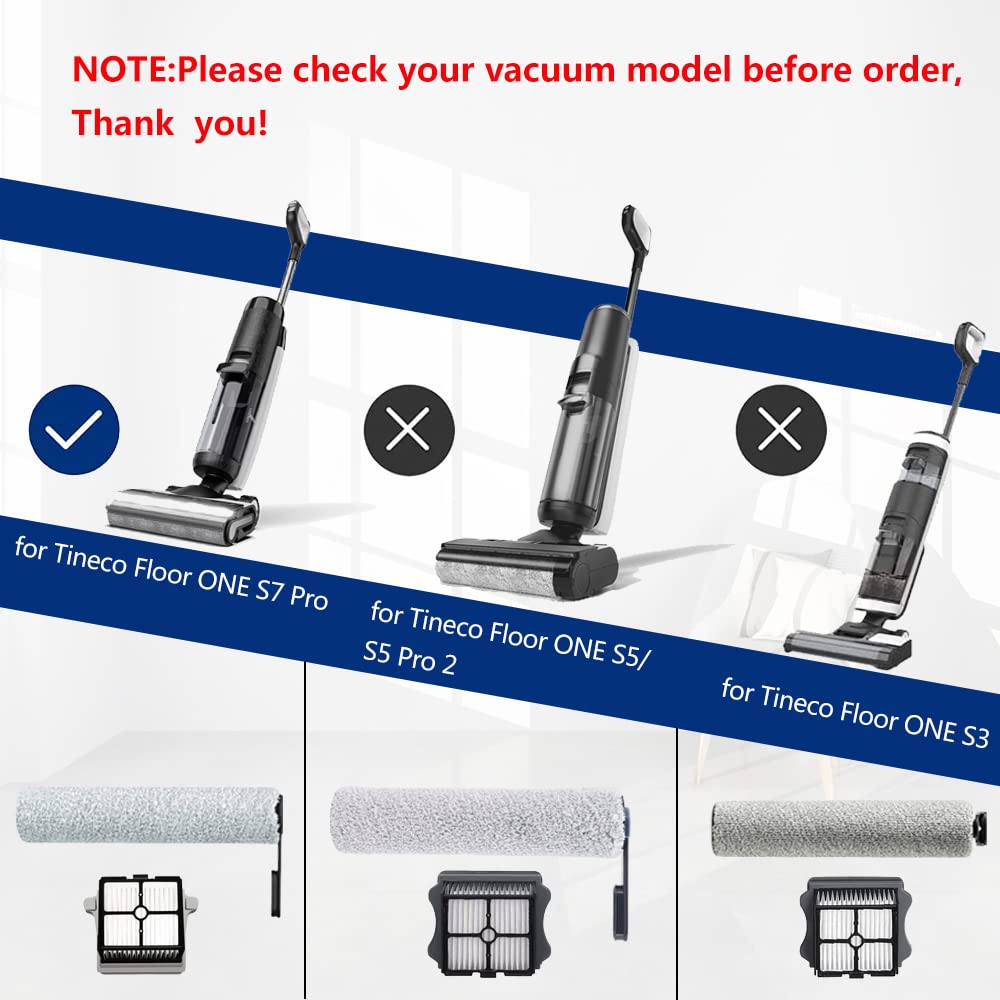 NOTE:Please check your vacuum model before order,
Thank you!
for Tineco Floor ONE S7 Pro
for Tineco Floor ONE S5/
S5 Pro 2
for Tineco Floor ONE S3